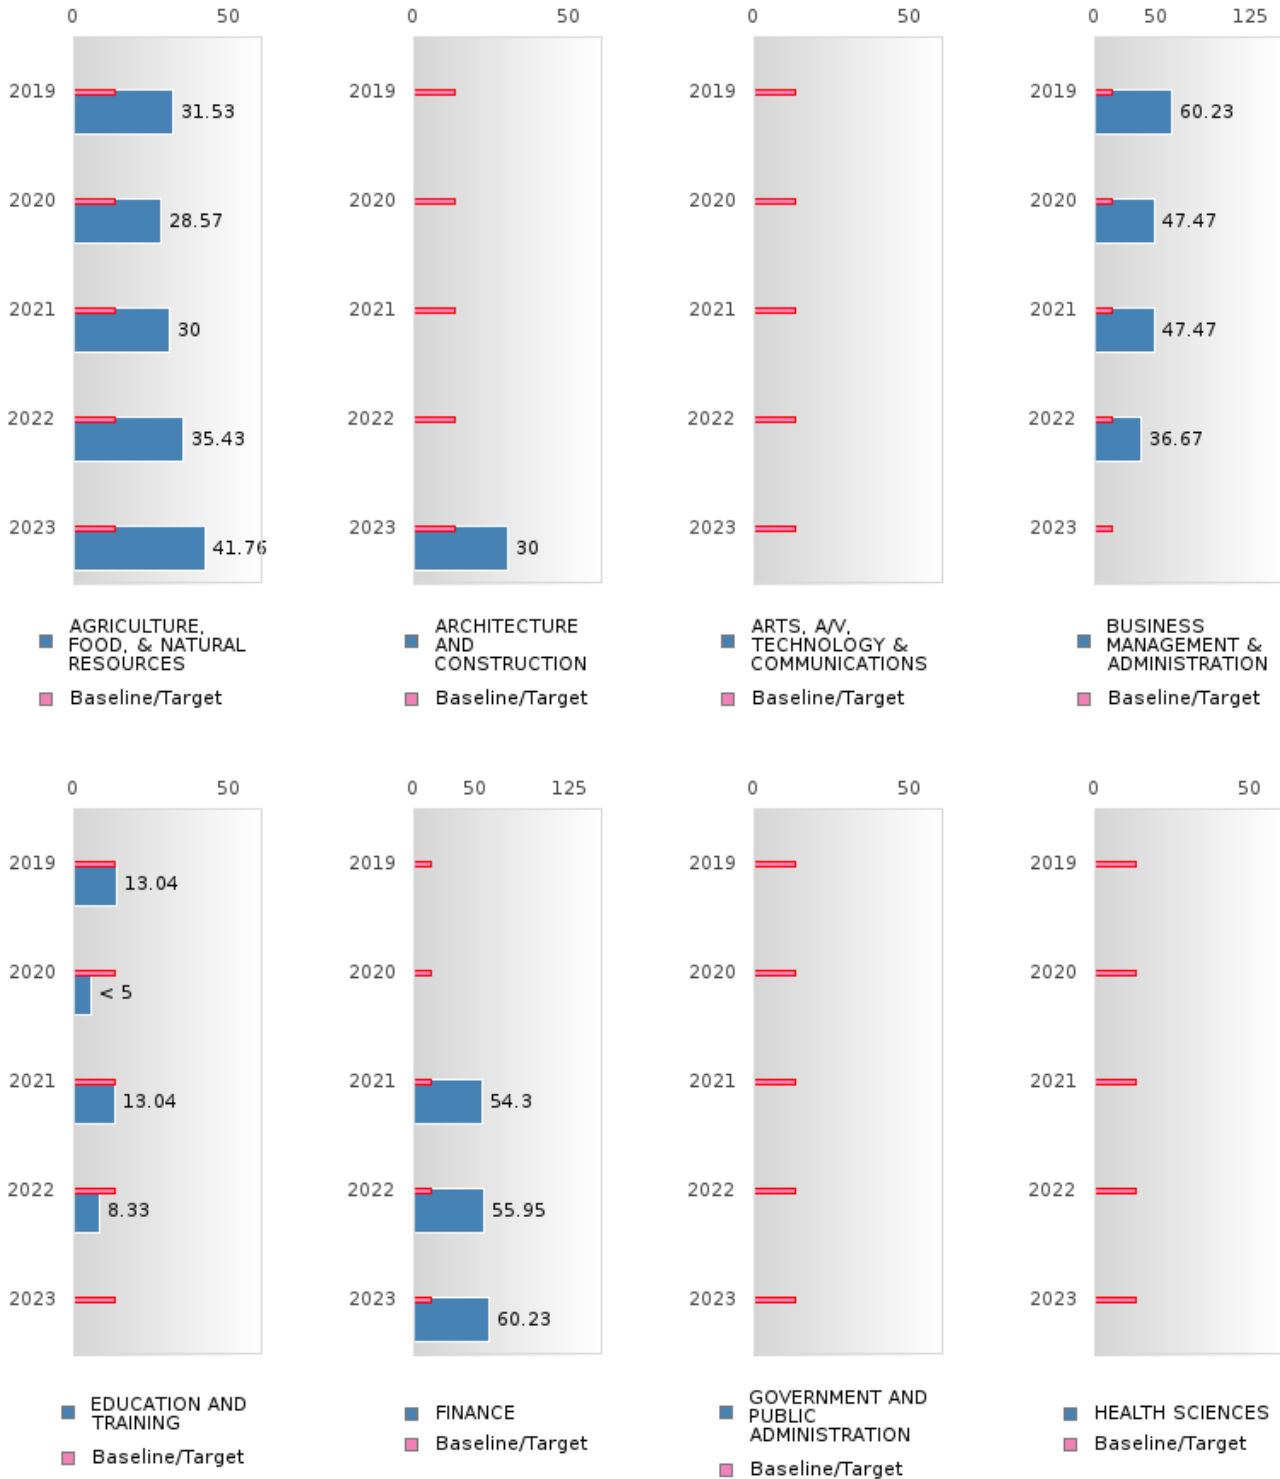 0 50
2019
31.53
2020
28.57
2021
30
2022
35.43
2023
41.76
AGRICULTURE,
FOOD, & NATURAL
RESOURCES
Baseline/Target
0 50
2019
2020
2021
2022
2023
30
ARCHITECTURE
AND
CONSTRUCTION
Baseline/Target
0 50
2019
2020
2021
2022
2023
ARTS, A/V,
TECHNOLOGY &
COMMUNICATIONS
Baseline/Target
0 50 125
2019
60.23
2020
47.47
2021
47.47
2022
36.67
2023
BUSINESS
MANAGEMENT &
ADMINISTRATION
Baseline/Target
0 50
2019
13.04
2020
< 5
2021
13.04
2022
8.33
2023
EDUCATION AND
TRAINING
Baseline/Target
0 50 125
2019
2020
2021
54.3
2022
55.95
2023
60.23
FINANCE
Baseline/Target
0 50
2019
2020
2021
2022
2023
GOVERNMENT AND
PUBLIC
ADMINISTRATION
Baseline/Target
0 50
2019
2020
2021
2022
2023
HEALTH SCIENCES
Baseline/Target